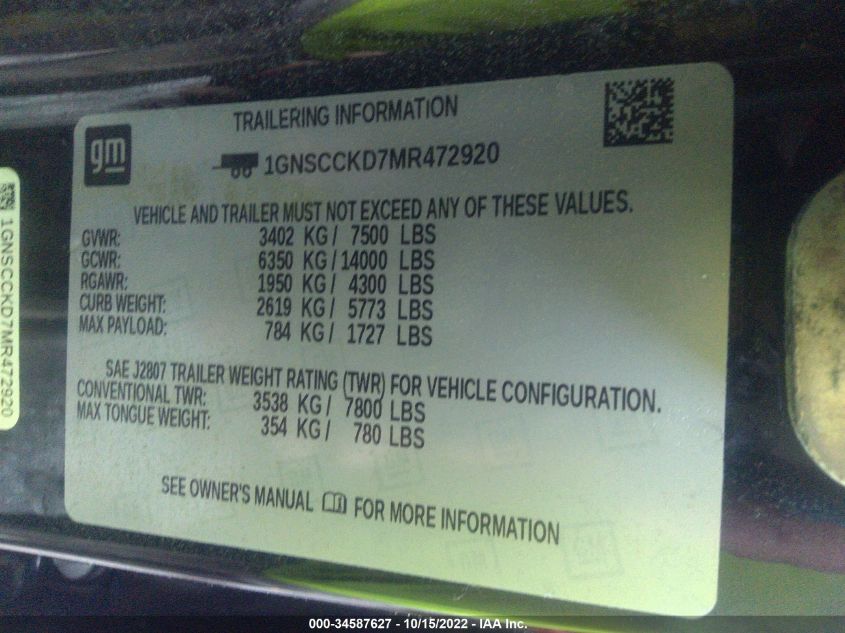 TRAILERING INFORMATION
gm
1GNSCCKD7MR472920
VEHICLE AND TRAILER MUST NOT EXCEED ANY OF THESE VALUES.
GVWR: 3402 KG / 7500 LBS
GCWR: 6350 KG / 14000 LBS
RGAWR: 1950 KG / 4300 LBS
CURB WEIGHT: 2619 KG / 5773 LBS
MAX PAYLOAD: 784 KG / 1727 LBS
SAE J2807 TRAILER WEIGHT RATING (TWR) FOR VEHICLE CONFIGURATION.
CONVENTIONAL TWR: 3538 KG / 7800 LBS
MAX TONGUE WEIGHT: 354 KG / 780 LBS
SEE OWNER'S MANUAL FOR MORE INFORMATION
1GNSCCKD7MR472920
000-34587627 - 10/15/2022 - IAA Inc.